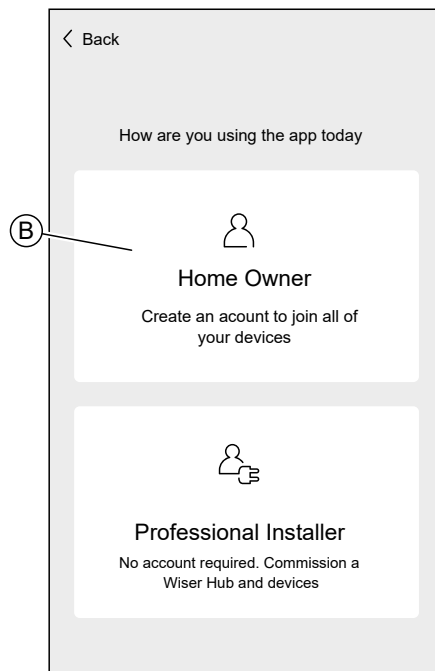 Back
How are you using the app today
B
Home Owner
Create an acount to join all of
your devices
Professional Installer
No account required. Commission a
Wiser Hub and devices